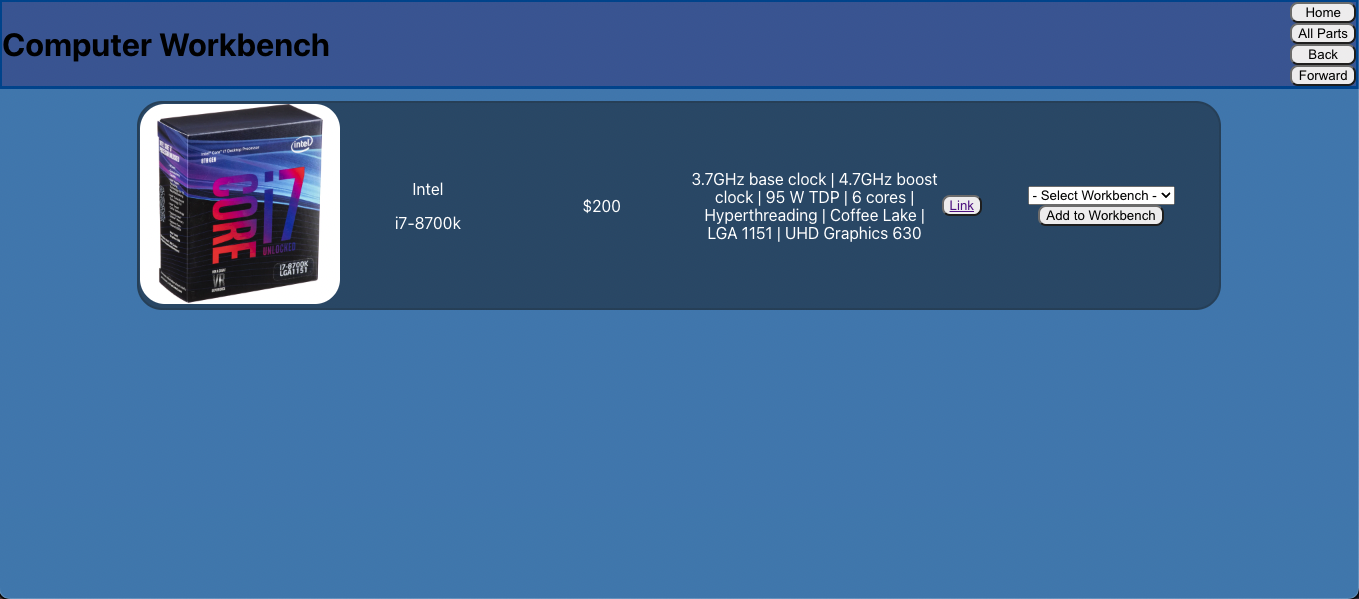 Computer Workbench
Home
All Parts
Back
Forward
intel
CORE
i7
UNLOCKED
i7-8700K
LGA1151
VR
Intel
i7-8700k
$200
3.7GHz base clock | 4.7GHz boost
clock | 95 W TDP | 6 cores |
Hyperthreading | Coffee Lake |
LGA 1151 | UHD Graphics 630
Link
- Select Workbench -
Add to Workbench